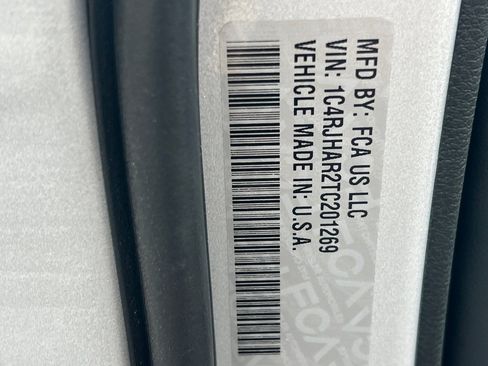 MFD BY: FCA US LLC
VIN: 1C4RJHAR2TC201269
VEHICLE MADE IN: U.S.A.